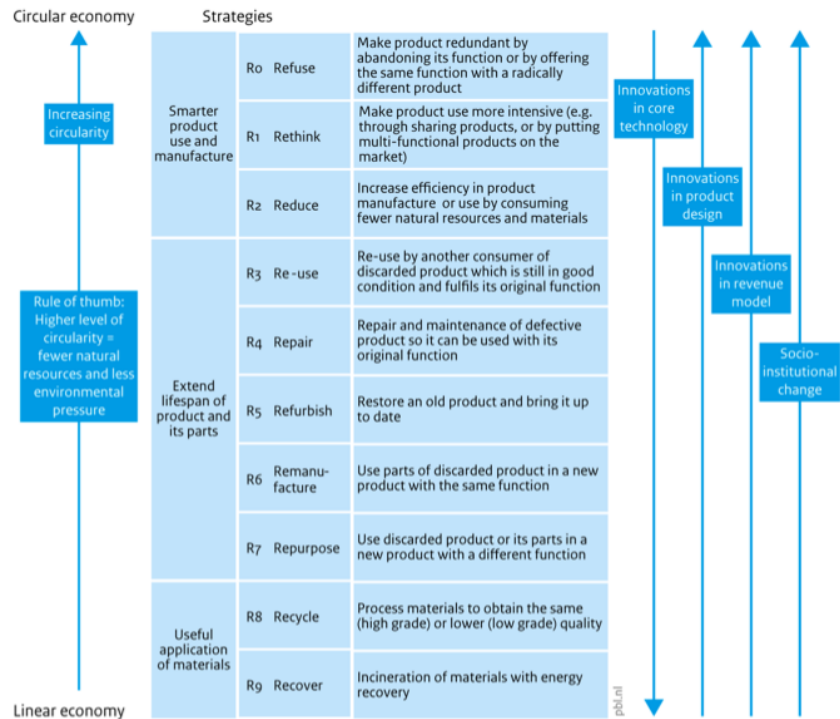 Circular economy
Strategies
Increasing
circularity
Rule of thumb:
Higher level of
circularity =
fewer natural
resources and less
environmental
pressure
Linear economy
Smarter
product
use and
manufacture
R0 Refuse
Make product redundant by
abandoning its function or by offering
the same function with a radically
different product
R1 Rethink
Make product use more intensive (e.g.
through sharing products, or by putting
multi-functional products on the
market)
R2 Reduce
Increase efficiency in product
manufacture or use by consuming
fewer natural resources and materials
Extend
lifespan of
product and
its parts
R3 Re-use
Re-use by another consumer of
discarded product which is still in good
condition and fulfils its original function
R4 Repair
Repair and maintenance of defective
product so it can be used with its
original function
R5 Refurbish
Restore an old product and bring it up
to date
R6 Remanu-
facture
Use parts of discarded product in a new
product with the same function
R7 Repurpose
Use discarded product or its parts in a
new product with a different function
Useful
application
of materials
R8 Recycle
Process materials to obtain the same
(high grade) or lower (low grade) quality
R9 Recover
Incineration of materials with energy
recovery
Innovations
in core
technology
Innovations
in product
design
Innovations
in revenue
model
Socio-
institutional
change
pbl.nl